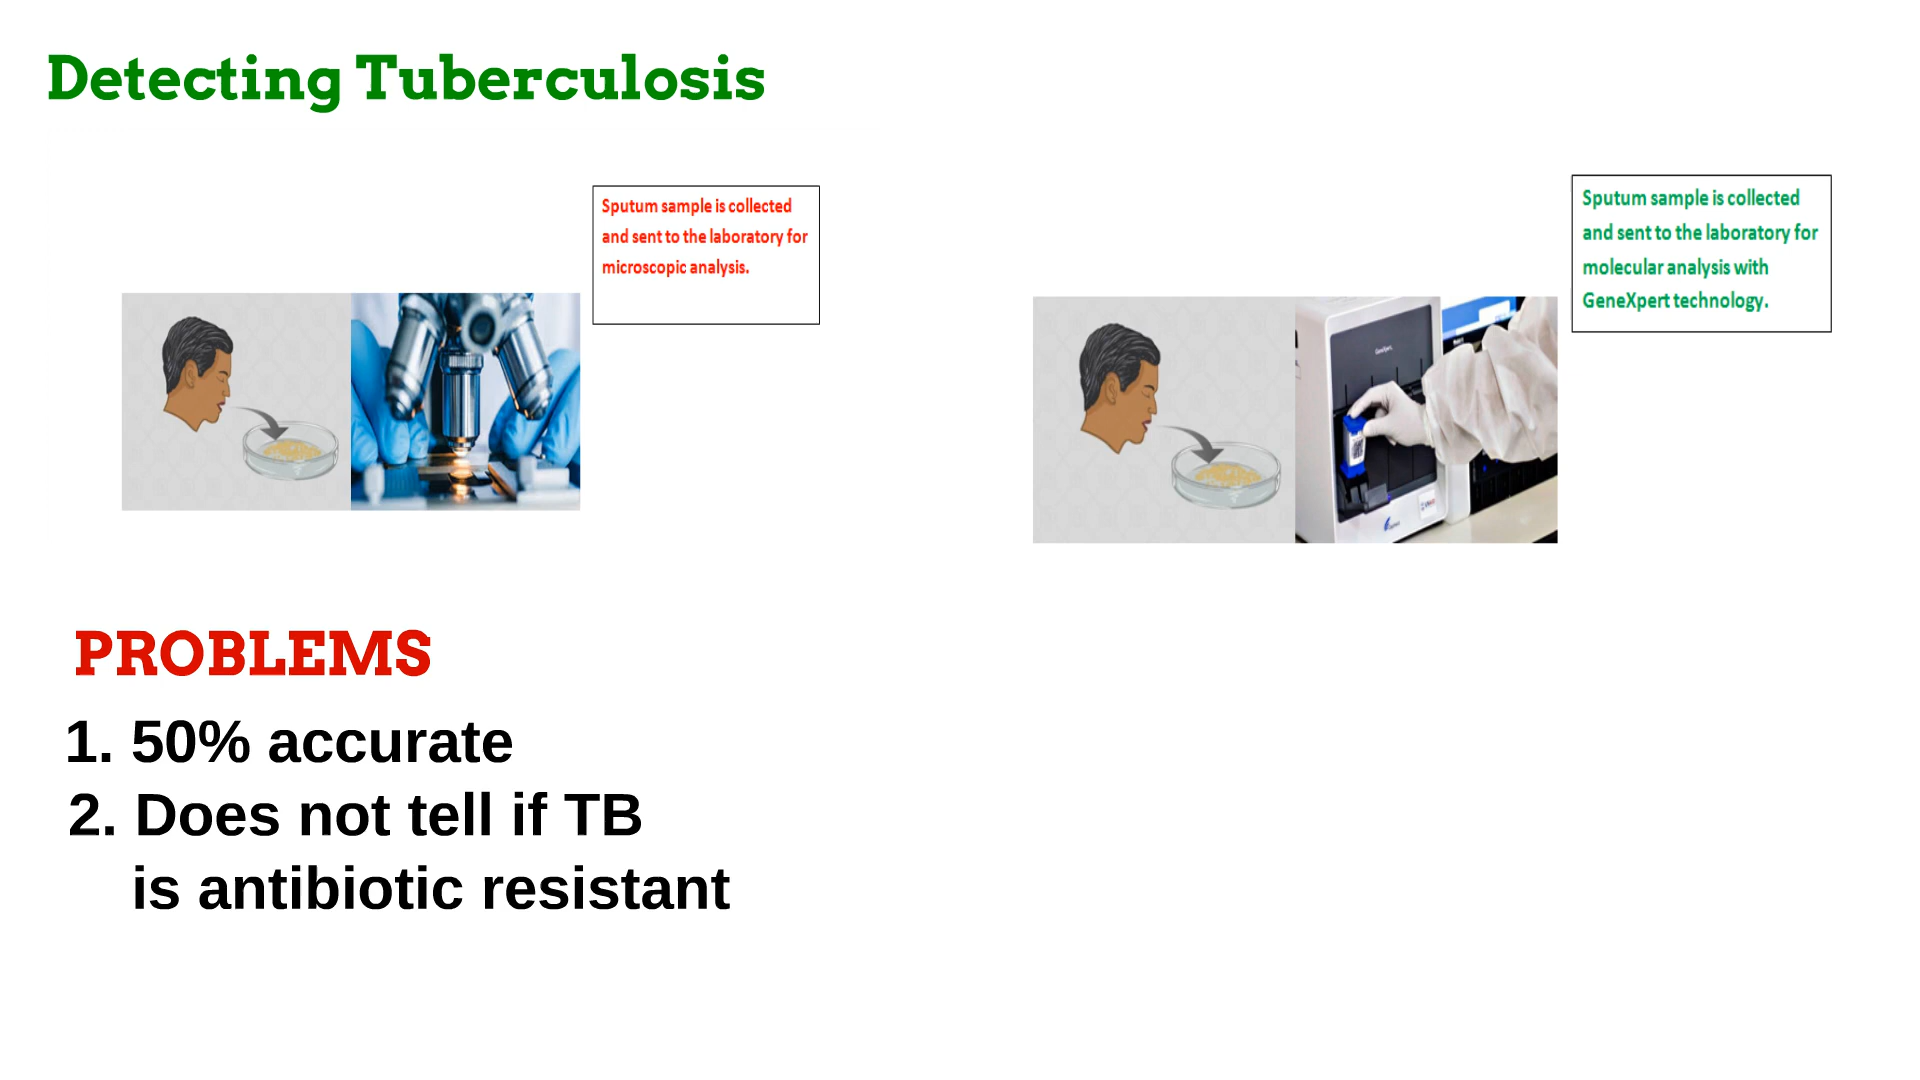 Detecting Tuberculosis
Sputum sample is collected
and sent to the laboratory for
microscopic analysis.
Sputum sample is collected
and sent to the laboratory for
molecular analysis with
GeneXpert technology.
GeneXpert
PROBLEMS
1. 50% accurate
2. Does not tell if TB
is antibiotic resistant